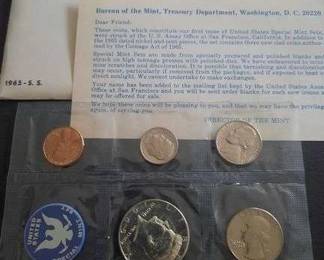 Bureau of the Mint, Treasury Department, Washington, D. C. 20220
Dear Friend:
These coins, which constitute our first issue of United States Special Mint Sets,
were struck at the U. S. Assay Office at San Francisco, California. In addition to
the 1965 dated nickel and cent pieces, the set contains three new clad coins authorized
by the Coinage Act of 1965.
Special Mint Sets are made from specially prepared and polished blanks and
struck on high tonnage presses with polished dies. We have endeavored to
scratches and discoloration. It is possible that tarnishing and discoloration
may occur, particularly if removed from the packages, and if exposed to heat or
direct sunlight. We cannot undertake to make exchanges.
Your name has been added to the mailing list kept by the United States Assay
Office at San Francisco and you will be sent order blanks for each new issue as
may be offered for sale.
We hope these coins will be pleasing to you, and that we may have the privilege
again, of serving you.
DIRECTOR OF THE MINT
1965-S. S.
UNITED STATES
SPECIAL MINT SET